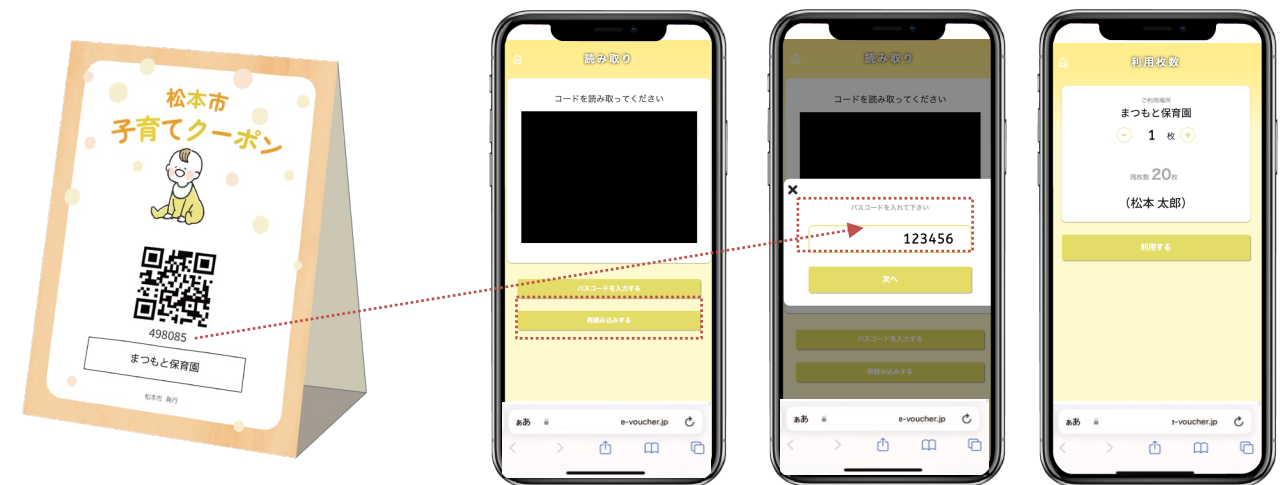 松本市
子育てクーポン
498085
まつもと保育園
松本市 発行
読み取り
コードを読み取ってください
パスコードを入力する
再読み込みする
ぁあ
e-voucher.jp
読み取り
コードを読み取ってください
パスコードを入れて下さい
123456
次へ
パスコードを入力する
再読み込みする
ぁあ
e-voucher.jp
利用枚数
ご利用場所
まつもと保育園
1 枚
残枚数 20枚
（松本 太郎）
利用する
ぁあ
e-voucher.jp